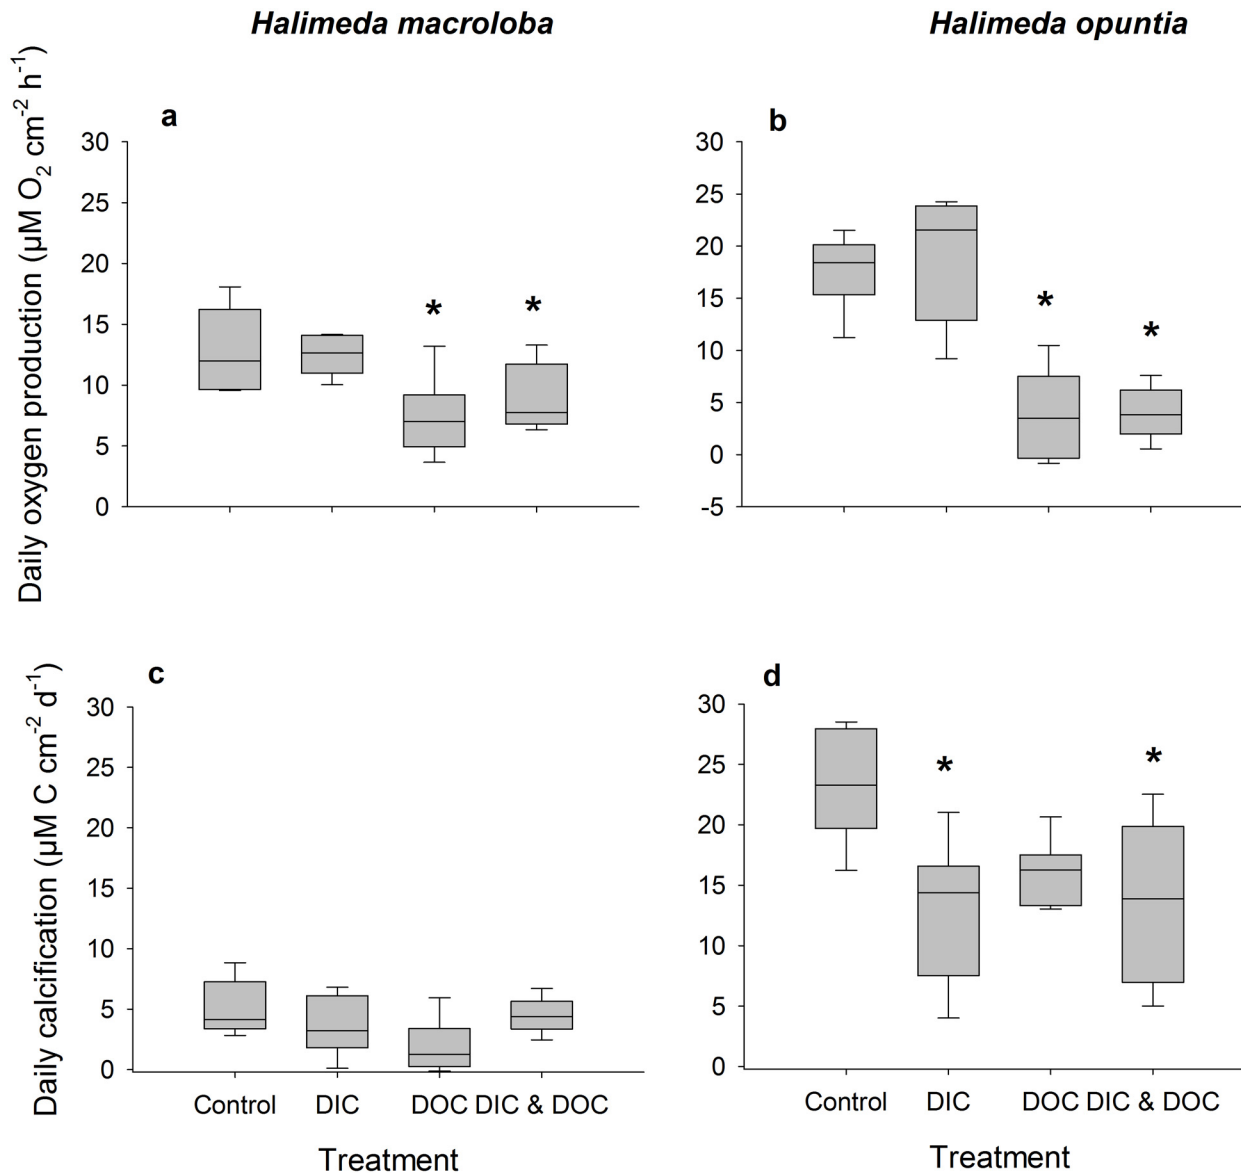 Halimeda macroloba
Halimeda opuntia
Daily oxygen production (µM O₂ cm⁻² h⁻¹)
a
30
25
20
15
10
5
0
*
*
b
30
25
20
15
10
5
0
-5
*
*
Daily calcification (µM C cm⁻² d⁻¹)
c
30
25
20
15
10
5
0
Control DIC DOC DIC & DOC
Treatment
d
30
25
20
15
10
5
0
*
*
Control DIC DOC DIC & DOC
Treatment